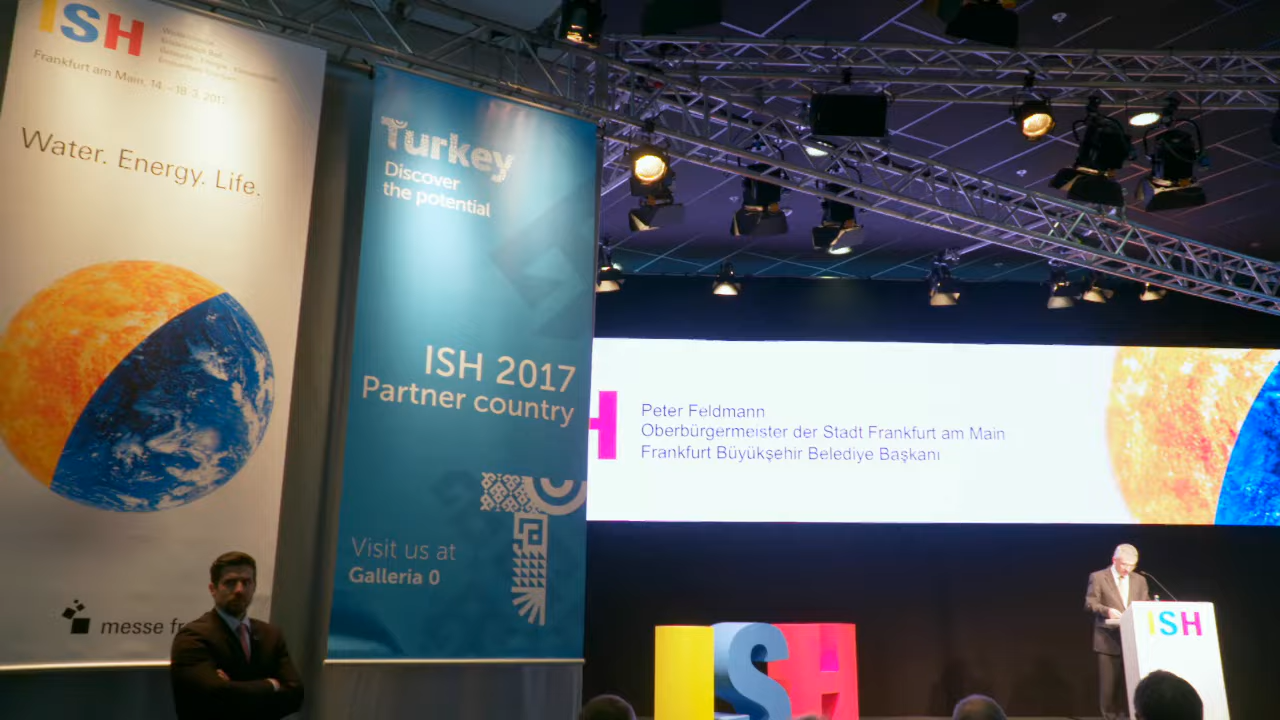 ISH
Frankfurt am Main, 14. – 18. 3. 2017
Water. Energy. Life.
messe fr
Turkey
Discover
the potential
ISH 2017
Partner country
Visit us at
Galleria 0
H
Peter Feldmann
Oberbürgermeister der Stadt Frankfurt am Main
Frankfurt Büyükşehir Belediye Başkanı
ISH
ISH